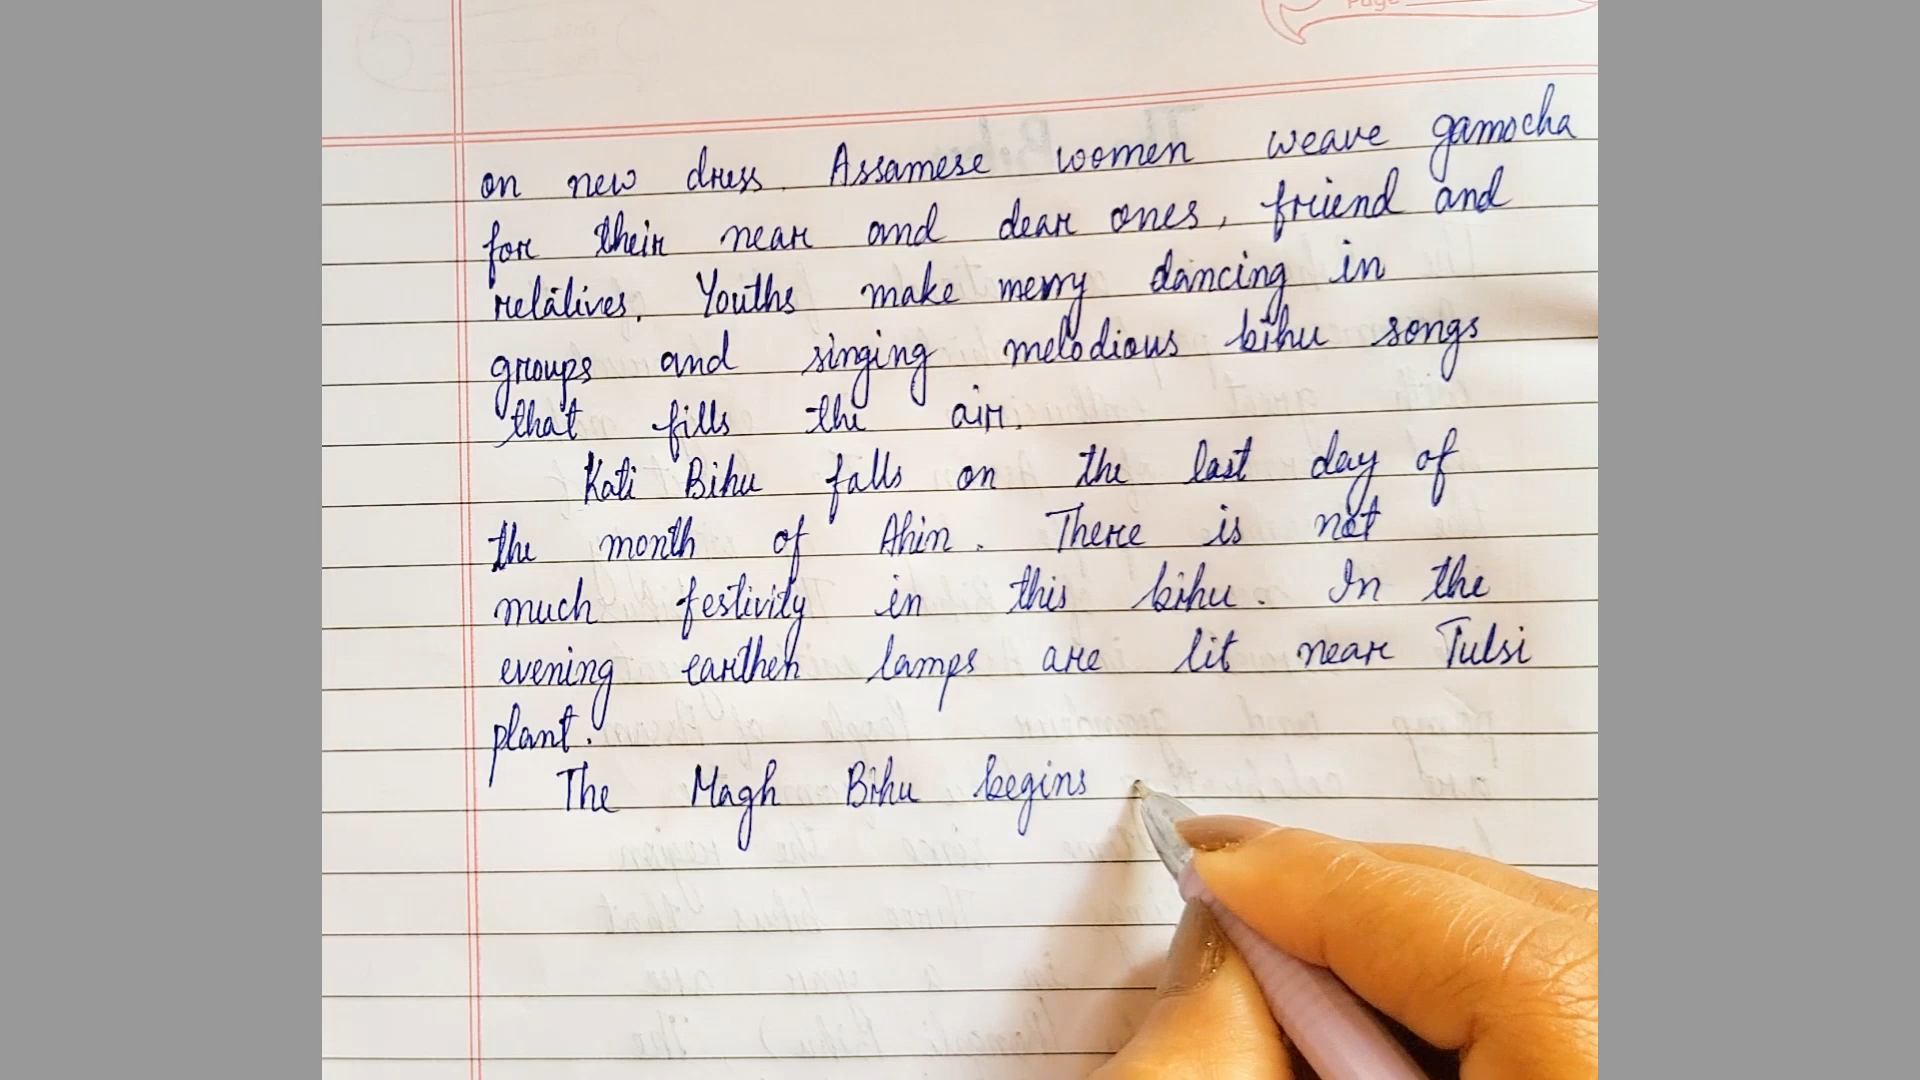 Page
on new dress. Assamese women weave gamocha
for their near and dear ones, friend and
relatives. Youths make merry dancing in
groups and singing melodious bihu songs
that fills the air.
Kati Bihu falls on the last day of
the month of Ahin. There is not
much festivity in this bihu. In the
evening earthen lamps are lit near Tulsi
plant.
The Magh Bihu begins